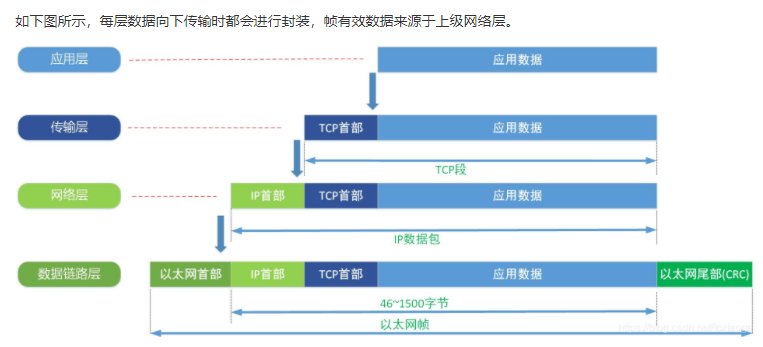 如下图所示，每层数据向下传输时都会进行封装，帧有效数据来源于上级网络层。
应用层 应用数据
传输层 TCP首部 应用数据
TCP段
网络层 IP首部 TCP首部 应用数据
IP数据包
数据链路层 以太网首部 IP首部 TCP首部 应用数据 以太网尾部(CRC)
46~1500字节
以太网帧